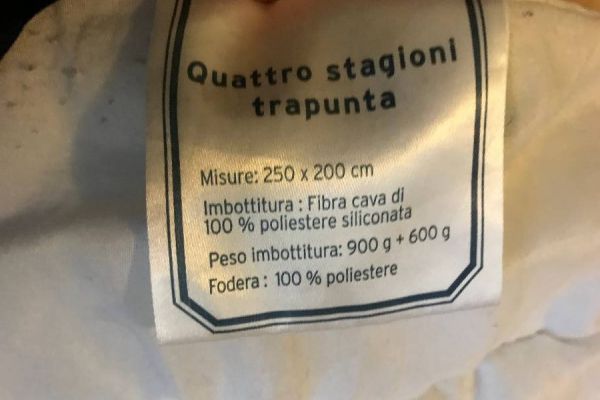 Quattro stagioni
trapunta
Misure: 250 x 200 cm
Imbottitura : Fibra cava di
100 % poliestere siliconata
Peso imbottitura: 900 g + 600 g
Fodera : 100 % poliestere